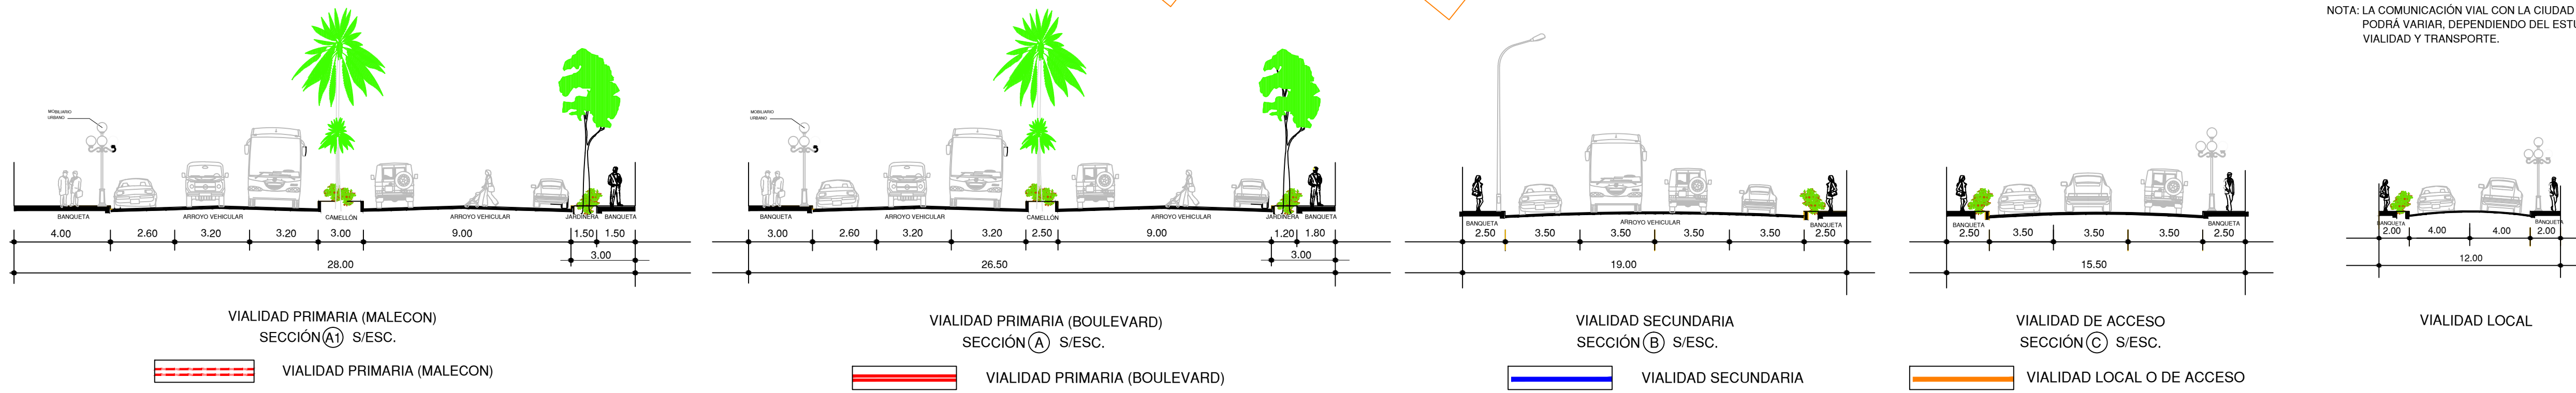 NOTA: LA COMUNICACIÓN VIAL CON LA CIUDAD
PODRÁ VARIAR, DEPENDIENDO DEL
VIALIDAD Y TRANSPORTE.
MOBILIARIO
URBANO
BANQUETA ARROYO VEHICULAR CAMELLÓN ARROYO VEHICULAR JARDINERA BANQUETA
4.00 2.60 3.20 3.20 3.00 9.00 1.50 1.50
3.00
28.00
VIALIDAD PRIMARIA (MALECON)
SECCIÓN A1 S/ESC.
VIALIDAD PRIMARIA (MALECON)
MOBILIARIO
URBANO
BANQUETA ARROYO VEHICULAR CAMELLÓN ARROYO VEHICULAR JARDINERA BANQUETA
3.00 2.60 3.20 3.20 2.50 9.00 1.20 1.80
3.00
26.50
VIALIDAD PRIMARIA (BOULEVARD)
SECCIÓN A S/ESC.
VIALIDAD PRIMARIA (BOULEVARD)
BANQUETA ARROYO VEHICULAR BANQUETA
2.50 3.50 3.50 3.50 3.50 2.50
19.00
VIALIDAD SECUNDARIA
SECCIÓN B S/ESC.
VIALIDAD SECUNDARIA
BANQUETA BANQUETA
2.50 3.50 3.50 3.50 2.50
15.50
VIALIDAD DE ACCESO
SECCIÓN C S/ESC.
VIALIDAD LOCAL O DE ACCESO
BANQUETA BANQUETA
2.00 4.00 4.00 2.00
12.00
VIALIDAD LOCAL